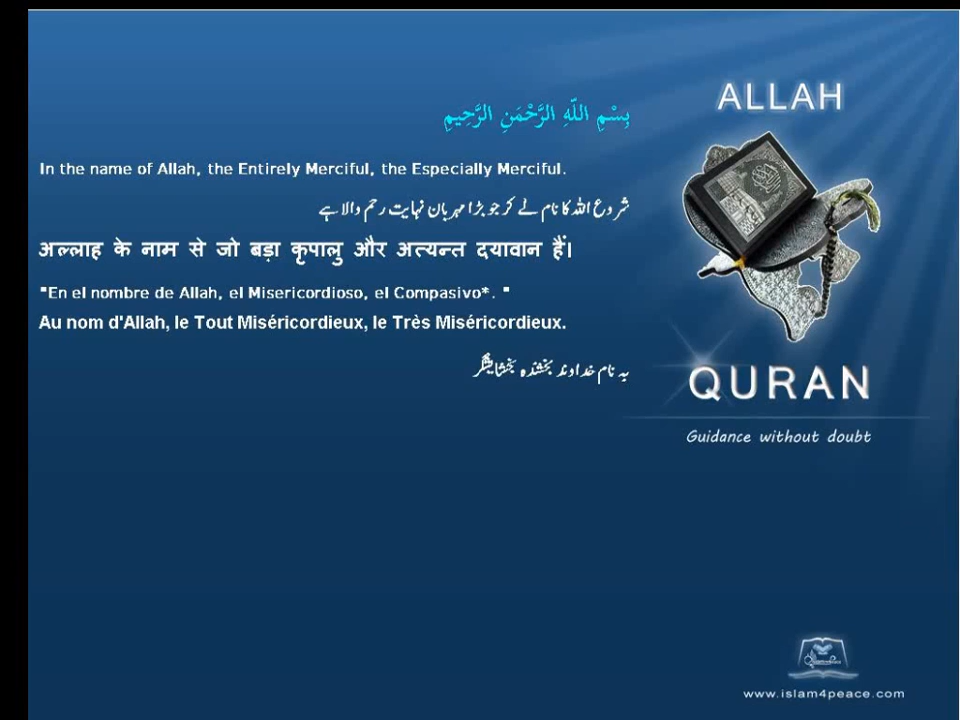 بِسْمِ اللَّهِ الرَّحْمَنِ الرَّحِيمِ
In the name of Allah, the Entirely Merciful, the Especially Merciful.
شروع الله کا نام لے کر جو بڑا مہربان نہایت رحم والا ہے
अल्लाह के नाम से जो बड़ा कृपालु और अत्यन्त दयावान हैं।
"En el nombre de Allah, el Misericordioso, el Compasivo*. "
Au nom d'Allah, le Tout Miséricordieux, le Très Miséricordieux.
به نام خداوند بخشنده بخشایشگر
ALLAH
QURAN
Guidance without doubt
www.islam4peace.com